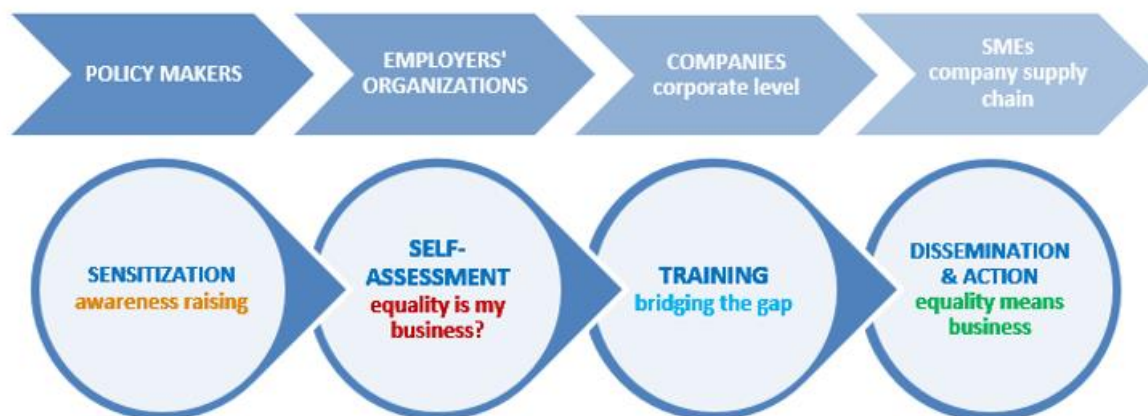 POLICY MAKERS
EMPLOYERS'
ORGANIZATIONS
COMPANIES
corporate level
SMEs
company supply
chain
SENSITIZATION
awareness raising
SELF-
ASSESSMENT
equality is my
business?
TRAINING
bridging the gap
DISSEMINATION
& ACTION
equality means
business